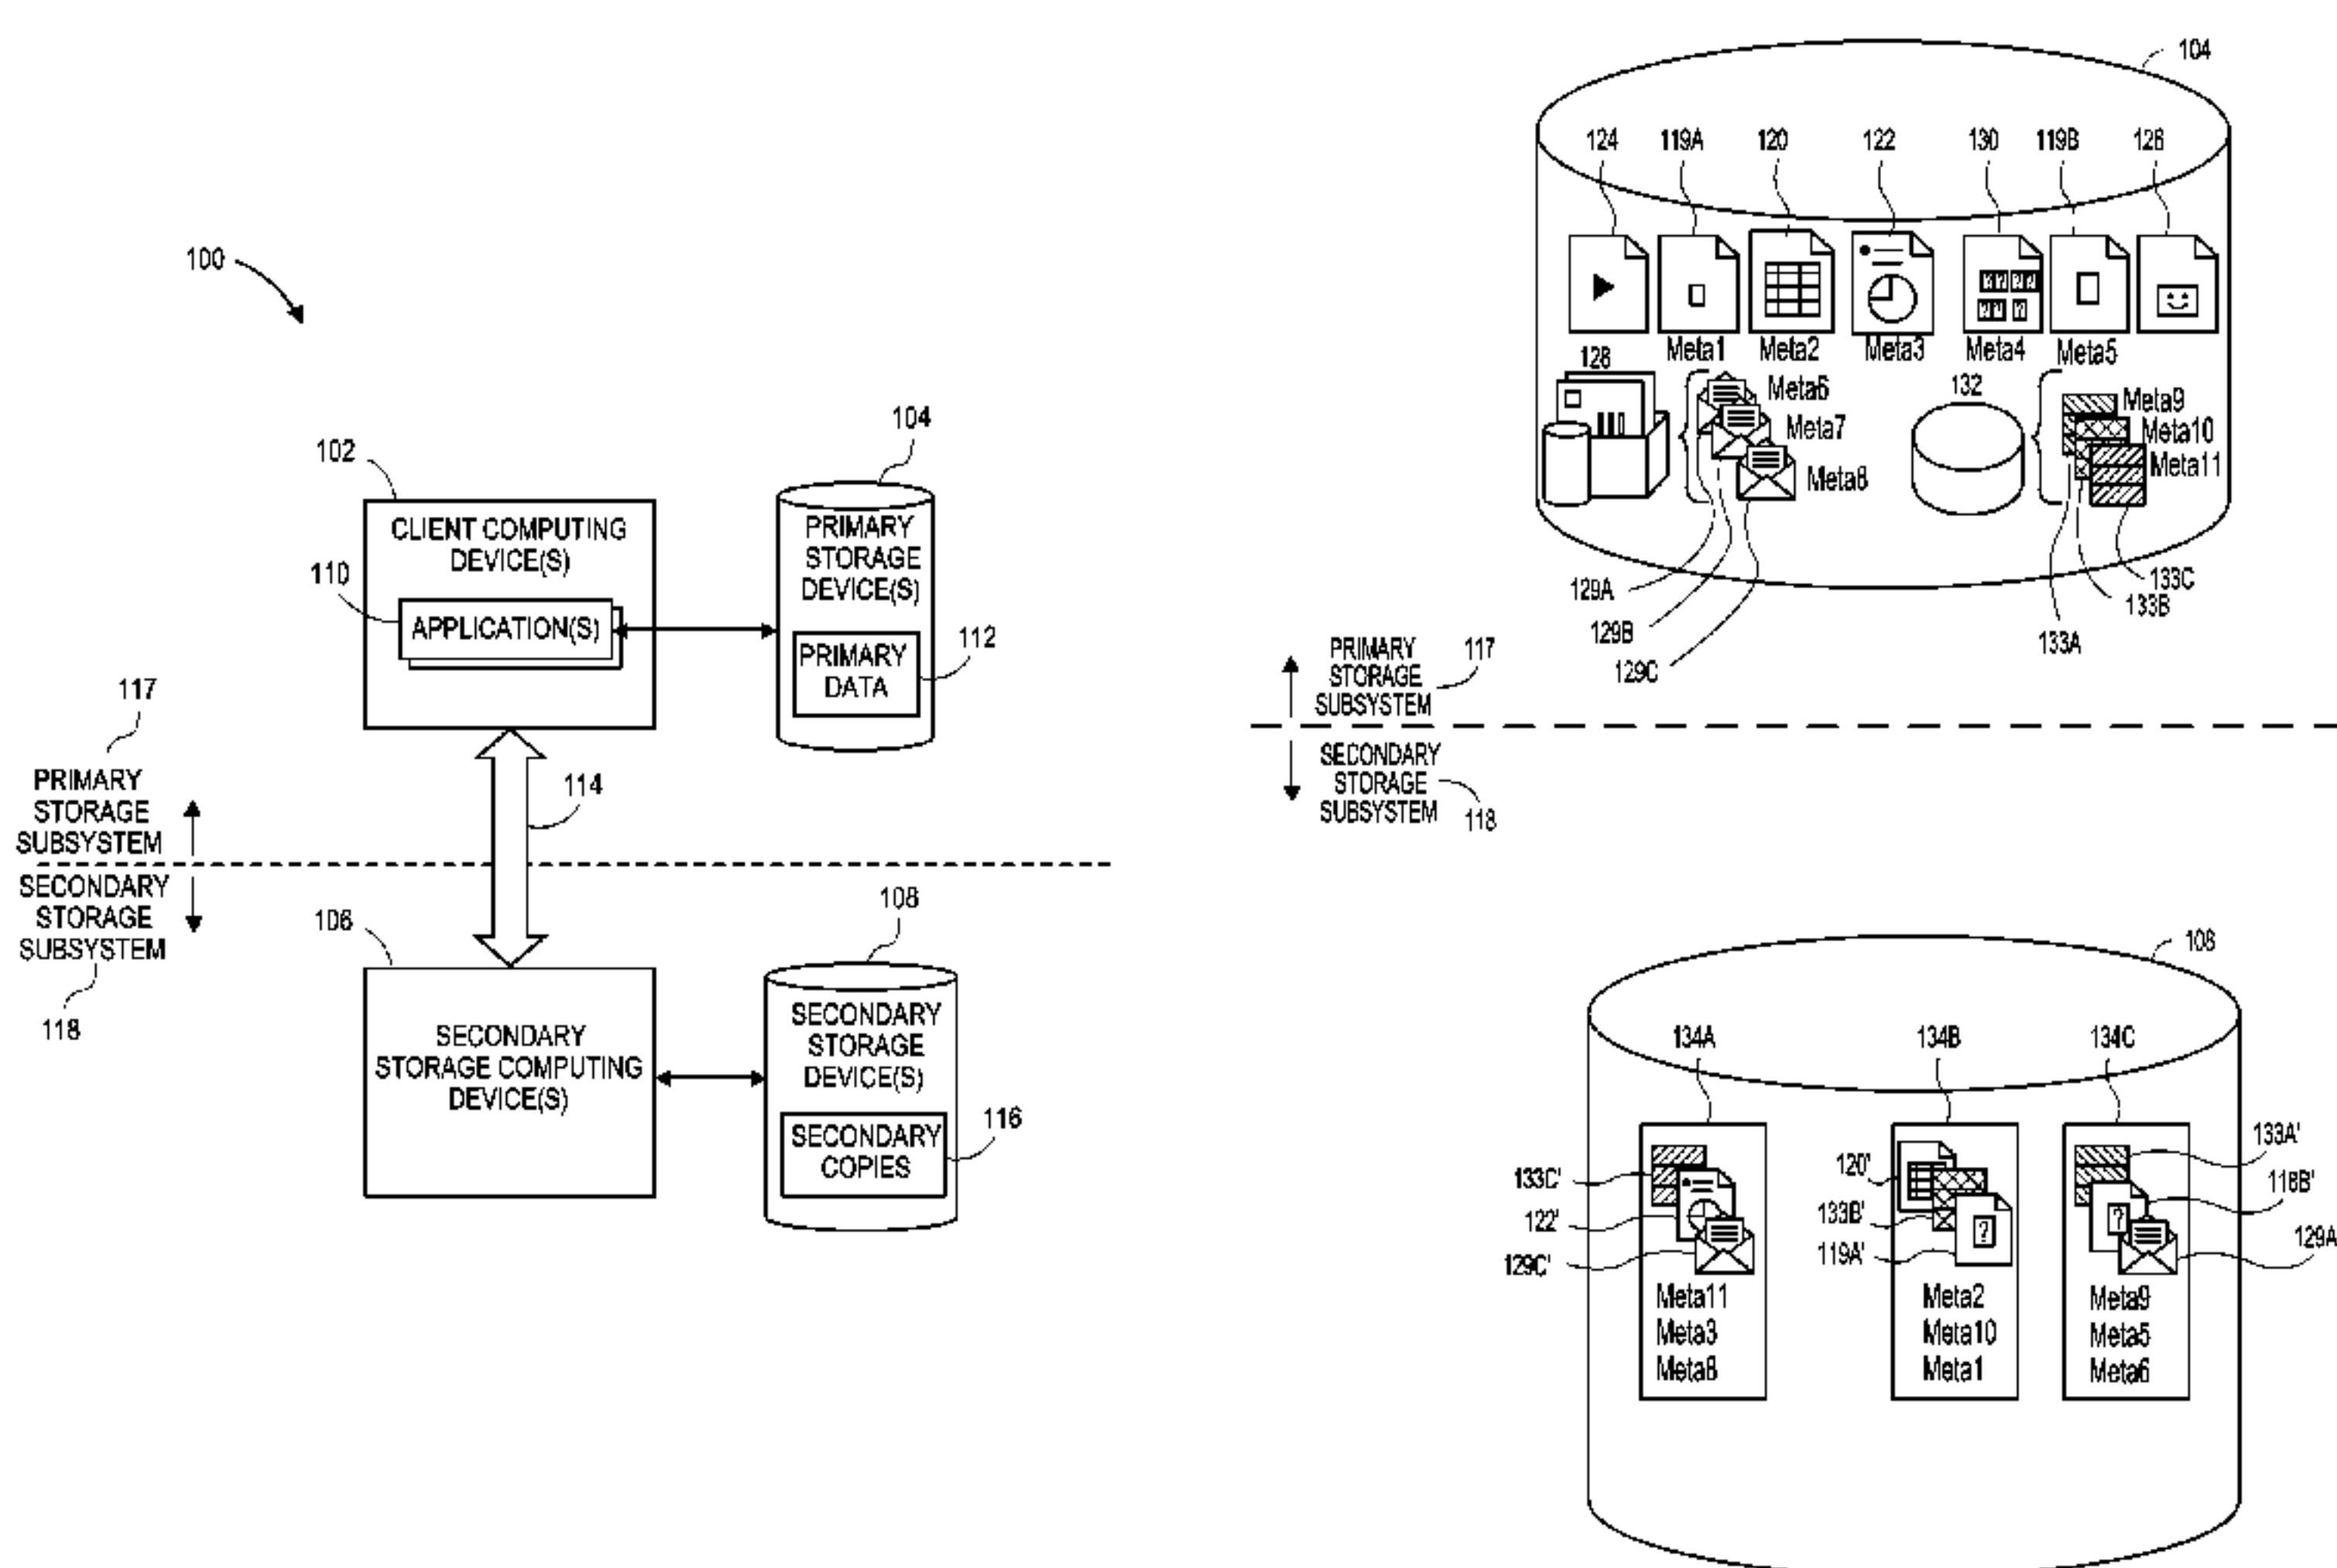 100
102
104
CLIENT COMPUTING
DEVICE(S)
110
APPLICATION(S)
PRIMARY
STORAGE
DEVICE(S)
PRIMARY
DATA
112
117
PRIMARY
STORAGE
SUBSYSTEM
114
SECONDARY
STORAGE
SUBSYSTEM
118
106
108
SECONDARY
STORAGE COMPUTING
DEVICE(S)
SECONDARY
STORAGE
DEVICE(S)
SECONDARY
COPIES
116
104
124 119A 120 122 130 119B 126
Meta1 Meta2 Meta3 Meta4 Meta5
128
Meta6
Meta7
Meta8
132
Meta9
Meta10
Meta11
129A
129B
129C
133C
133B
133A
PRIMARY
STORAGE
SUBSYSTEM
117
SECONDARY
STORAGE
SUBSYSTEM
118
108
134A 134B 134C
133C'
122'
129C'
Meta11
Meta3
Meta8
120'
133B'
119A'
?
Meta2
Meta10
Meta1
133A'
118B'
129A
?
Meta9
Meta5
Meta6